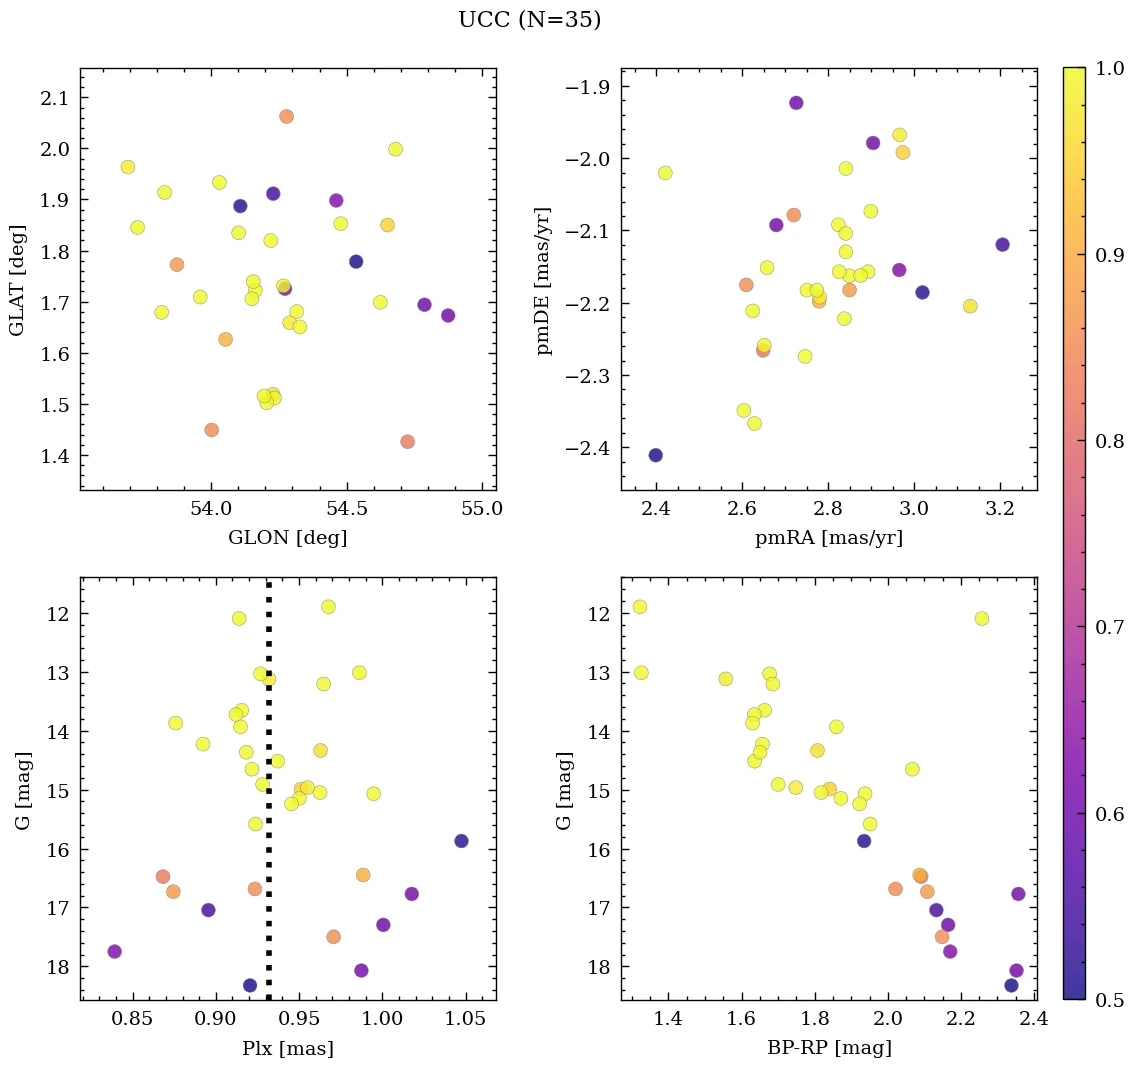 UCC (N=35)
2.1
2.0
1.9
1.8
1.7
1.6
1.5
1.4
GLAT [deg]
54.0 54.5 55.0
GLON [deg]
−1.9
−2.0
−2.1
−2.2
−2.3
−2.4
pmDE [mas/yr]
2.4 2.6 2.8 3.0 3.2
pmRA [mas/yr]
12
13
14
15
16
17
18
G [mag]
0.85 0.90 0.95 1.00 1.05
Plx [mas]
12
13
14
15
16
17
18
G [mag]
1.4 1.6 1.8 2.0 2.2 2.4
BP-RP [mag]
1.0
0.9
0.8
0.7
0.6
0.5